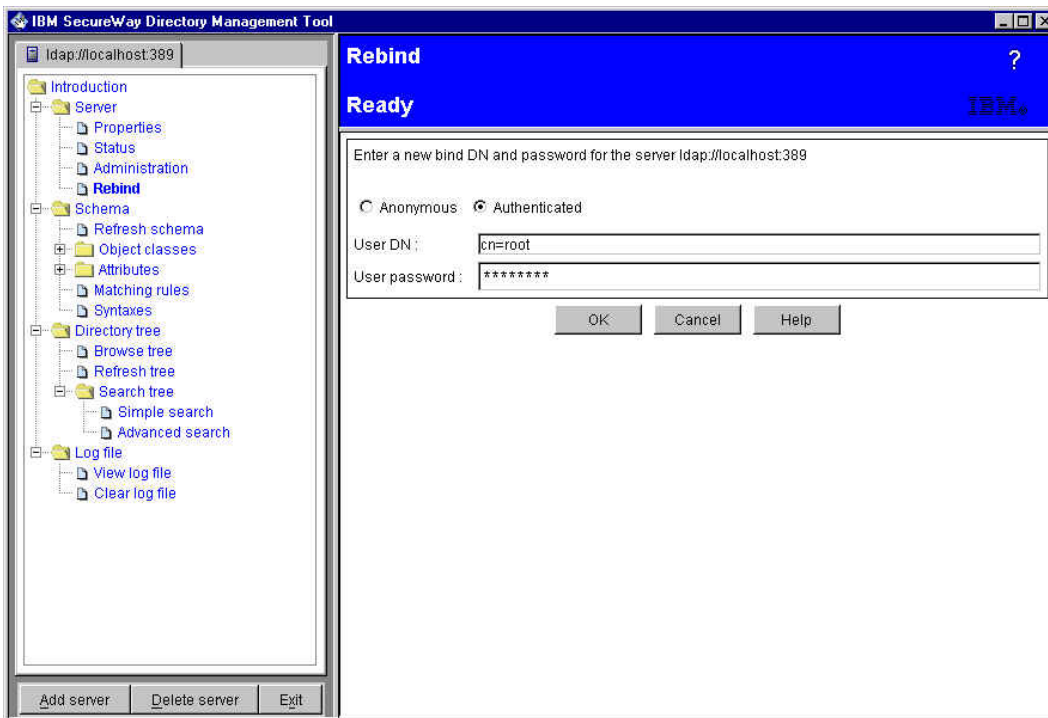 IBM SecureWay Directory Management Tool
ldap://localhost:389
Introduction
Server
Properties
Status
Administration
Rebind
Schema
Refresh schema
Object classes
Attributes
Matching rules
Syntaxes
Directory tree
Browse tree
Refresh tree
Search tree
Simple search
Advanced search
Log file
View log file
Clear log file
Add server
Delete server
Exit
Rebind
?
Ready
IBM
Enter a new bind DN and password for the server ldap://localhost:389
Anonymous
Authenticated
User DN :
cn=root
User password :
********
OK
Cancel
Help